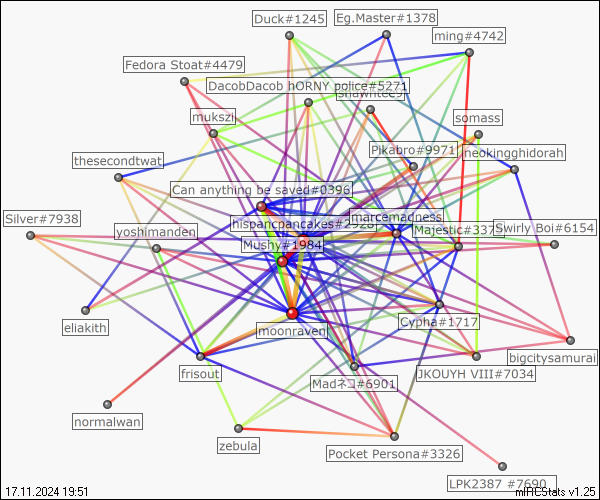 Duck#1245
Eg.Master#1378
ming#4742
Fedora Stoat#4479
DacobDacob hORNY police#5271
mukszi
somass
Pikabro#9971
neokingghidorah
thesecondtwat
Can anything be saved#0396
Silver#7938
yoshimanden
hispanicpancakes#2928
marcemadness
Majestic#337
Swirly Boi#6154
Mushy#1984
eliakith
moonraven
Cypha#1717
bigcitysamurai
frisout
Madネコ#6901
JKOUYH VIII#7034
normalwan
zebula
Pocket Persona#3326
LPK2387 #7690
17.11.2024 19:51
mIRCStats v1.25